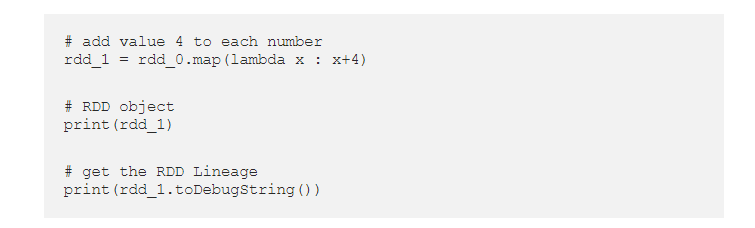 # add value 4 to each number
rdd_1 = rdd_0.map(lambda x : x+4)
# RDD object
print(rdd_1)
# get the RDD Lineage
print(rdd_1.toDebugString())